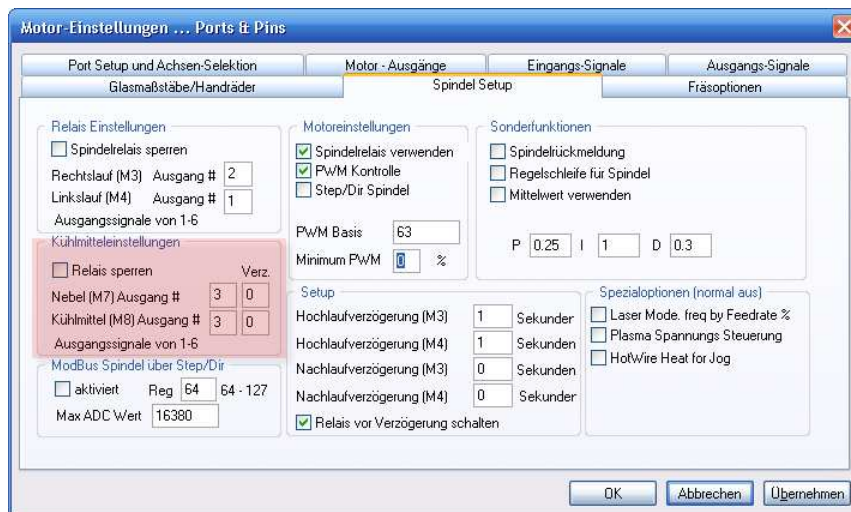 Motor-Einstellungen ... Ports & Pins
Port Setup und Achsen-Selektion
Motor - Ausgänge
Eingangs-Signale
Ausgangs-Signale
Glasmaßstäbe/Handräder
Spindel Setup
Fräsoptionen
Relais Einstellungen
Spindelrelais sperren
Rechtslauf (M3) Ausgang # 2
Linkslauf (M4) Ausgang # 1
Ausgangssignale von 1-6
Kühlmitteleinstellungen
Relais sperren Verz.
Nebel (M7) Ausgang # 3 0
Kühlmittel (M8) Ausgang # 3 0
Ausgangssignale von 1-6
ModBus Spindel über Step/Dir
aktiviert Reg 64 64 - 127
Max ADC Wert 16380
Motoreinstellungen
Spindelrelais verwenden
PWM Kontrolle
Step/Dir Spindel
PWM Basis 63
Minimum PWM 0 %
Setup
Hochlaufverzögerung (M3) 1 Sekunder
Hochlaufverzögerung (M4) 1 Sekunden
Nachlaufverzögerung (M3) 0 Sekunden
Nachlaufverzögerung (M4) 0 Sekunder
Relais vor Verzögerung schalten
Sonderfunktionen
Spindelrückmeldung
Regelschleife für Spindel
Mittelwert verwenden
P 0.25 I 1 D 0.3
Spezialoptionen (normal aus)
Laser Mode. freq by Feedrate %
Plasma Spannungs Steuerung
HotWire Heat for Jog
OK
Abbrechen
Übernehmen